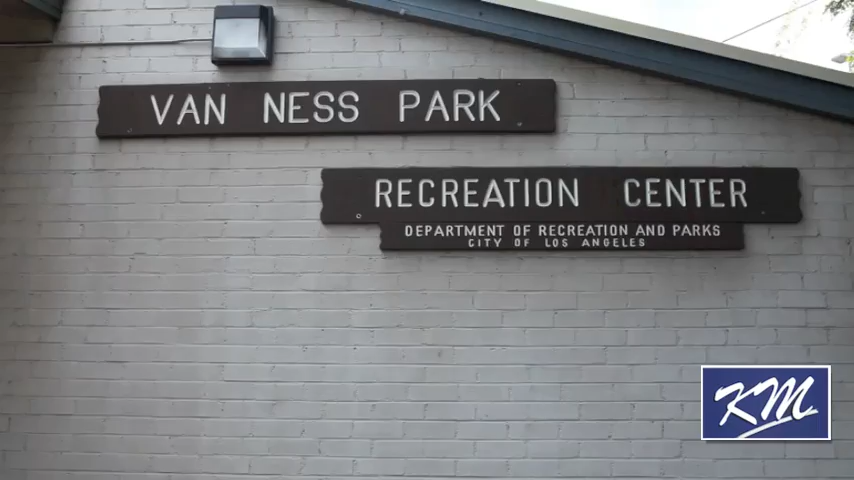 VAN NESS PARK
RECREATION CENTER
DEPARTMENT OF RECREATION AND PARKS
CITY OF LOS ANGELES
KM